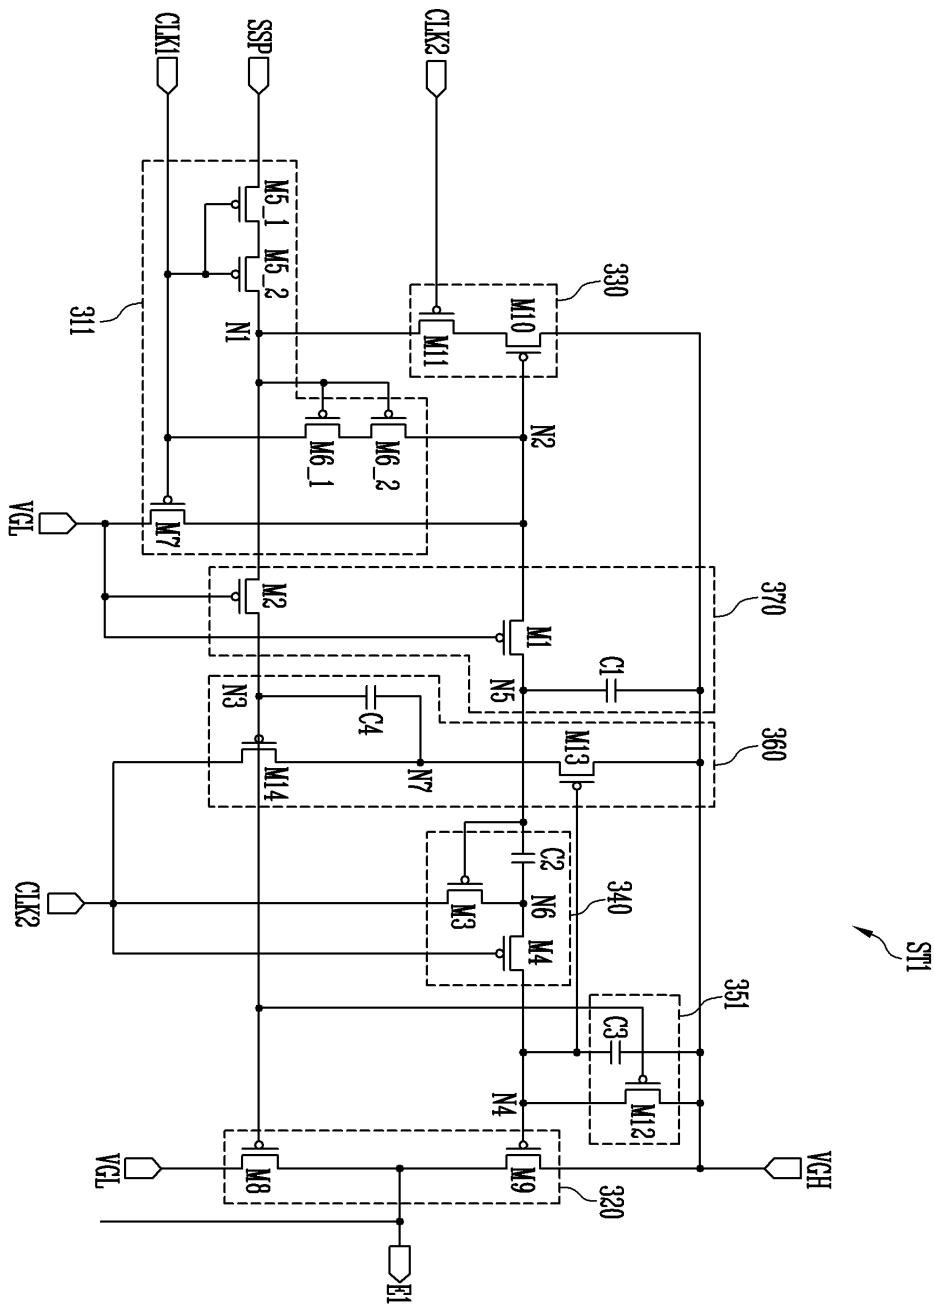 ST1
VGH
351
360
370
330
320
340
C3
M12
M13
C1
M10
M9
N4
M4
N6
C2
N5
M1
N2
CLK2
M11
M3
E1
N7
C4
M6_2
M6_1
M8
M14
N3
M2
N1
M5_2
M5_1
SSP
M7
CLK1
311
VGL
CLK2
VGL